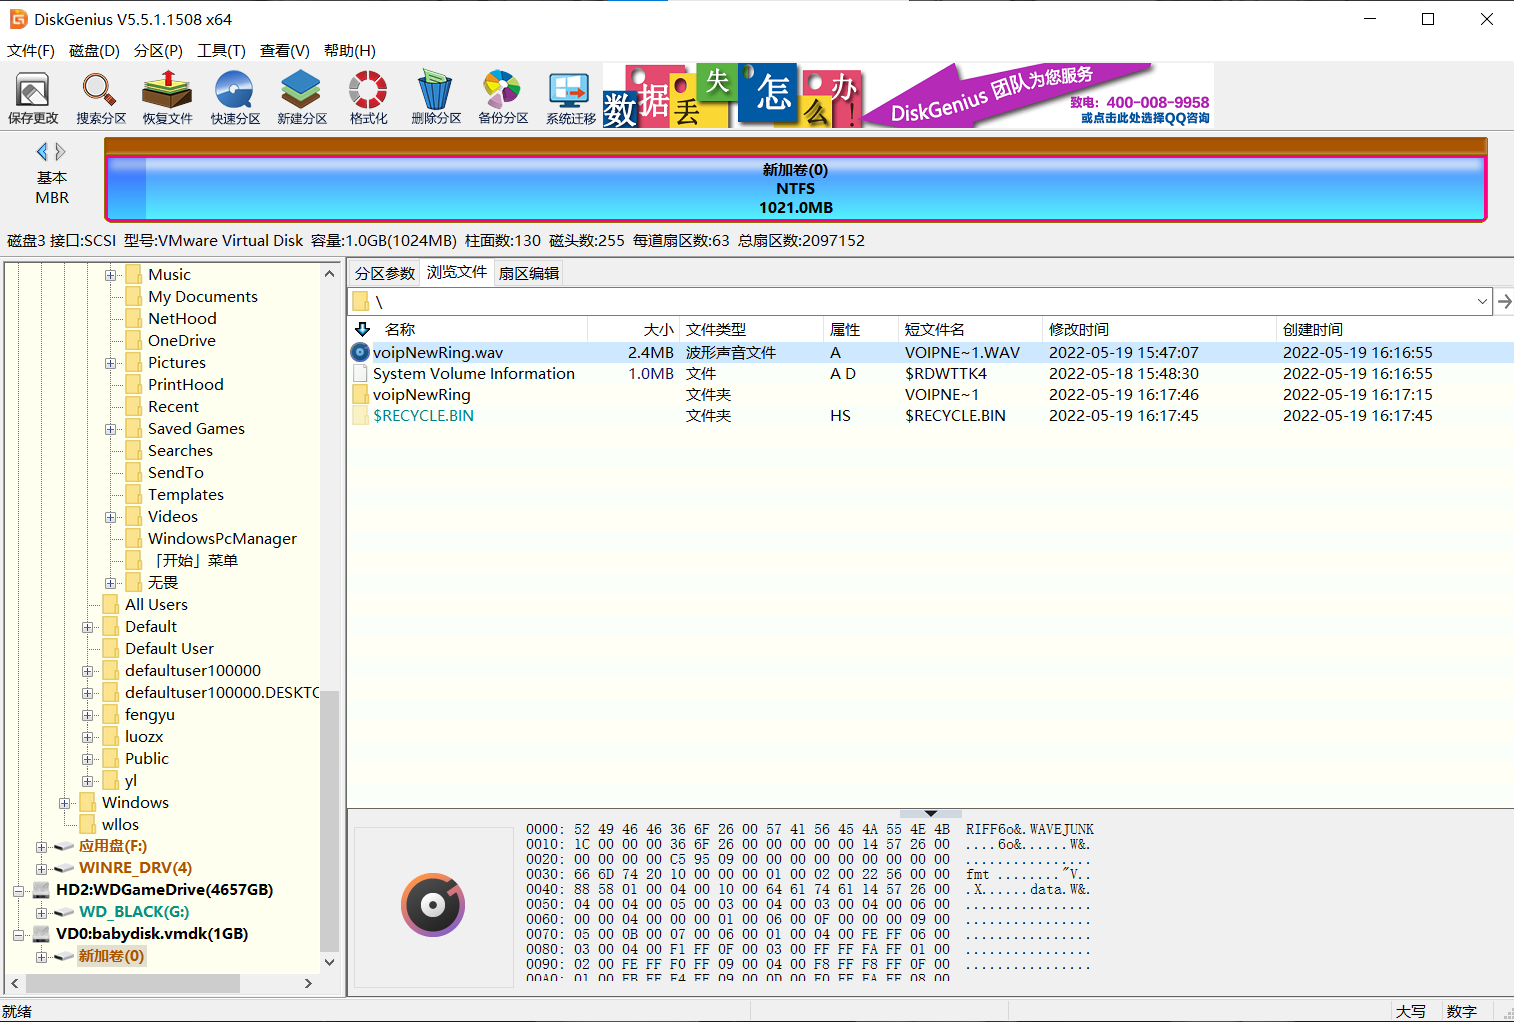 DiskGenius V5.5.1.1508 x64
文件(F) 磁盘(D) 分区(P) 工具(T) 查看(V) 帮助(H)
保存更改 搜索分区 恢复文件 快速分区 新建分区 格式化 删除分区 备份分区 系统迁移
数据丢失怎么办!
DiskGenius 团队为您服务
致电: 400-008-9958
或点击此处选择QQ咨询
基本
MBR
新加卷(0)
NTFS
1021.0MB
磁盘3 接口:SCSI 型号:VMware Virtual Disk 容量:1.0GB(1024MB) 柱面数:130 磁头数:255 每道扇区数:63 总扇区数:2097152
Music
My Documents
NetHood
OneDrive
Pictures
PrintHood
Recent
Saved Games
Searches
SendTo
Templates
Videos
WindowsPcManager
「开始」菜单
无畏
All Users
Default
Default User
defaultuser100000
defaultuser100000.DESKTO
fengyu
luozx
Public
yl
Windows
wllos
应用盘(F:)
WINRE_DRV(4)
HD2:WDGameDrive(4657GB)
WD_BLACK(G:)
VD0:babydisk.vmdk(1GB)
新加卷(0)
分区参数 浏览文件 扇区编辑
\
名称 大小 文件类型 属性 短文件名 修改时间 创建时间
voipNewRing.wav 2.4MB 波形声音文件 A VOIPNE~1.WAV 2022-05-19 15:47:07 2022-05-19 16:16:55
System Volume Information 1.0MB 文件 A D $RDWTTK4 2022-05-18 15:48:30 2022-05-19 16:16:55
voipNewRing 文件夹 VOIPNE~1 2022-05-19 16:17:46 2022-05-19 16:17:15
$RECYCLE.BIN 文件夹 HS $RECYCLE.BIN 2022-05-19 16:17:45 2022-05-19 16:17:45
0000: 52 49 46 46 36 6F 26 00 57 41 56 45 4A 55 4E 4B RIFF6o&.WAVEJUNK
0010: 1C 00 00 00 36 6F 26 00 00 00 00 00 14 57 26 00 ....6o&......W&.
0020: 00 00 00 00 C5 95 09 00 00 00 00 00 00 00 00 00 ................
0030: 66 6D 74 20 10 00 00 00 01 00 02 00 22 56 00 00 fmt ........"V..
0040: 88 58 01 00 04 00 10 00 64 61 74 61 14 57 26 00 .X......data.W&.
0050: 04 00 04 00 05 00 03 00 04 00 03 00 04 00 06 00 ................
0060: 00 00 04 00 00 00 01 00 06 00 0F 00 00 00 09 00 ................
0070: 05 00 0B 00 07 00 06 00 01 00 04 00 FE FF 06 00 ................
0080: 03 00 04 00 F1 FF 0F 00 03 00 FF FF FA FF 01 00 ................
0090: 02 00 FE FF F0 FF 09 00 04 00 F8 FF F8 FF 0F 00 ................
就绪 大写 数字